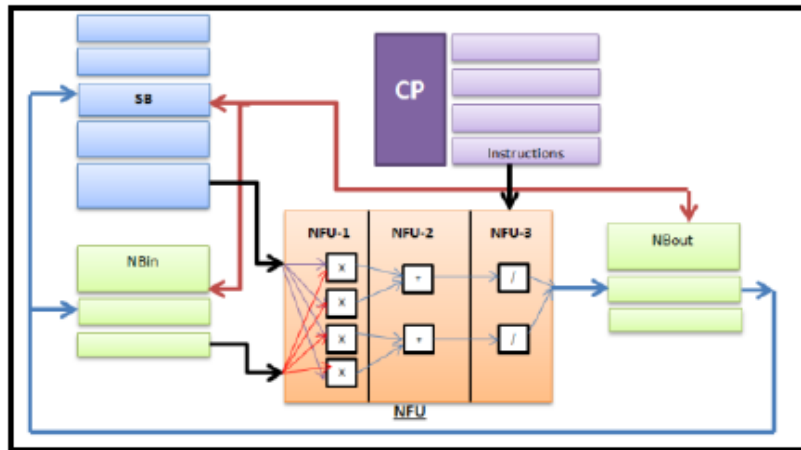 SB
CP
Instructions
NFU-1
NFU-2
NFU-3
NBin
NBout
x
x
x
x
+
+
/
/
NFU